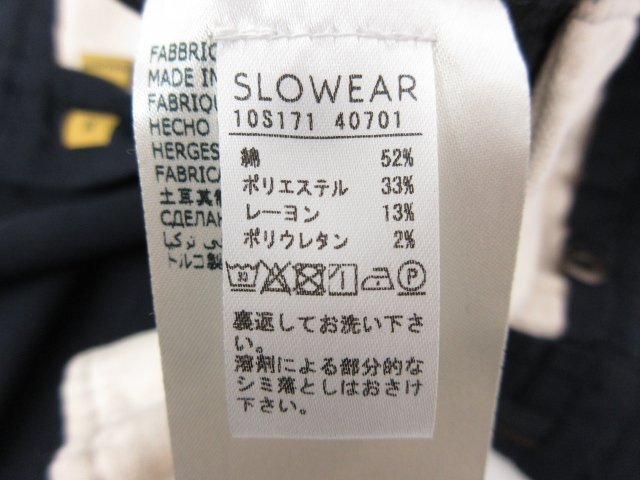 FABBRIC
MADE IN
FABRIQU
HECHO
HERGES
FABRICA
土耳其
СДЕЛАН
تركيا
トルコ製
SLOWEAR
10S171 40701
綿 52%
ポリエステル 33%
レーヨン 13%
ポリウレタン 2%
裏返してお洗い下さ
い。
溶剤による部分的な
シミ落としはおさけ
下さい。